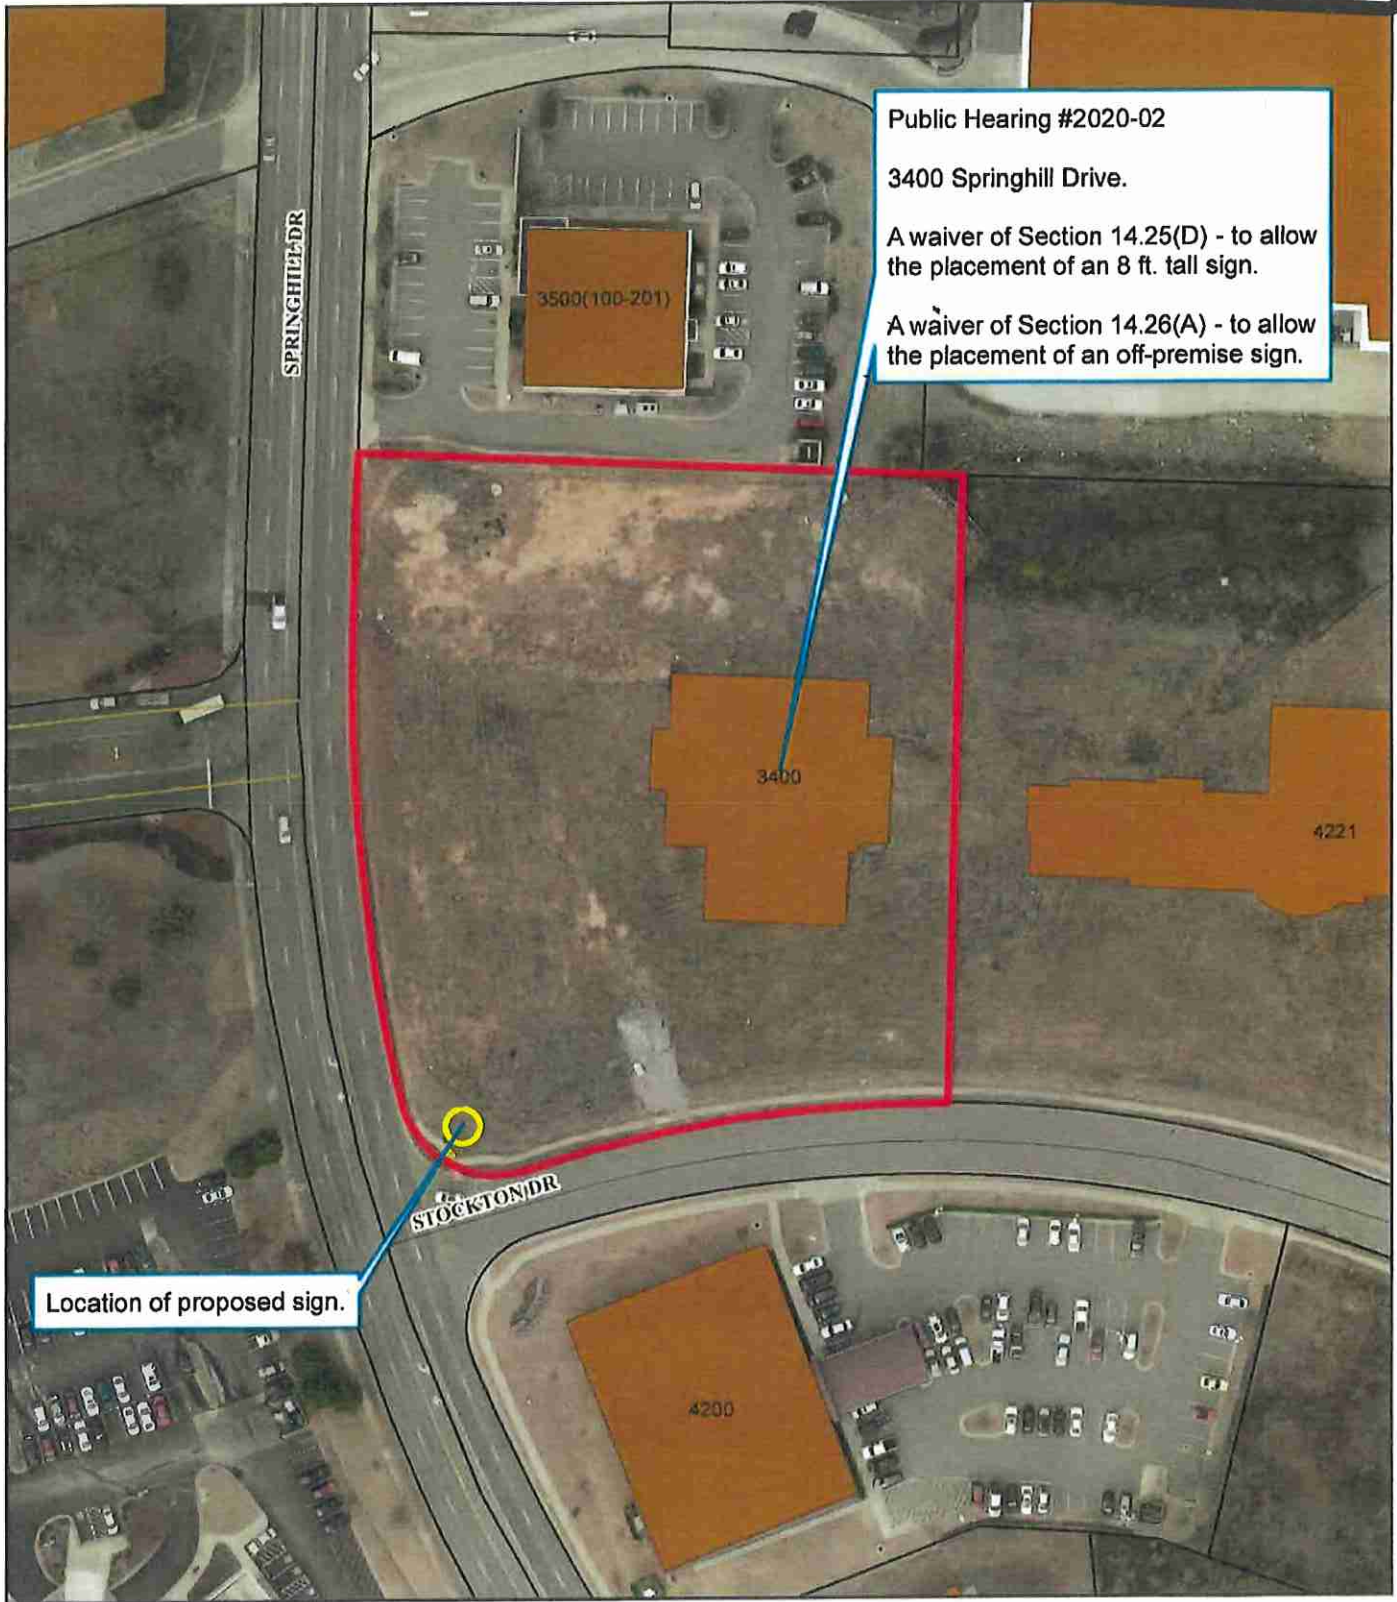 Public Hearing #2020-02
3400 Springhill Drive.
A waiver of Section 14.25(D) - to allow
the placement of an 8 ft. tall sign.
A waiver of Section 14.26(A) - to allow
the placement of an off-premise sign.
SPRINGHILL DR
3500(100-201)
3400
4221
STOCKTON DR
Location of proposed sign.
4200